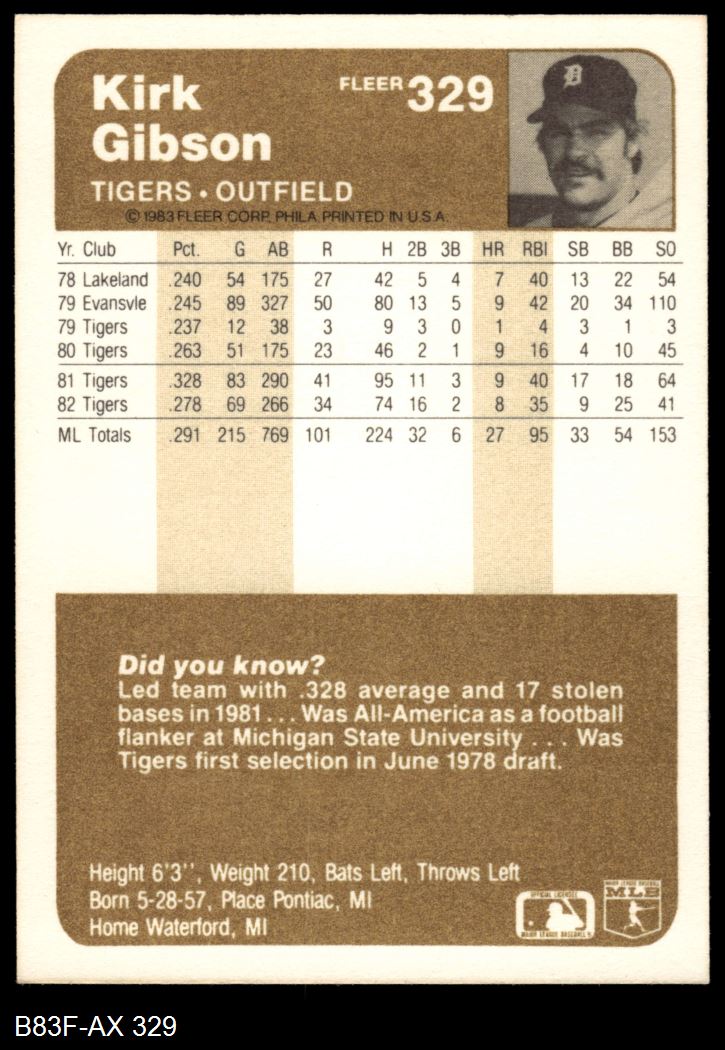 Kirk
Gibson
FLEER 329
TIGERS • OUTFIELD
© 1983 FLEER CORP. PHILA. PRINTED IN U.S.A.
Yr. Club Pct. G AB R H 2B 3B HR RBI SB BB SO
78 Lakeland .240 54 175 27 42 5 4 7 40 13 22 54
79 Evansvle .245 89 327 50 80 13 5 9 42 20 34 110
79 Tigers .237 12 38 3 9 3 0 1 4 3 1 3
80 Tigers .263 51 175 23 46 2 1 9 16 4 10 45
81 Tigers .328 83 290 41 95 11 3 9 40 17 18 64
82 Tigers .278 69 266 34 74 16 2 8 35 9 25 41
ML Totals .291 215 769 101 224 32 6 27 95 33 54 153
Did you know?
Led team with .328 average and 17 stolen
bases in 1981 . . . Was All-America as a football
flanker at Michigan State University . . . Was
Tigers first selection in June 1978 draft.
Height 6'3'', Weight 210, Bats Left, Throws Left
Born 5-28-57, Place Pontiac, MI
Home Waterford, MI
OFFICIAL LICENSEE
MAJOR LEAGUE BASEBALL
MAJOR LEAGUE BASEBALL
MLB
B83F-AX 329